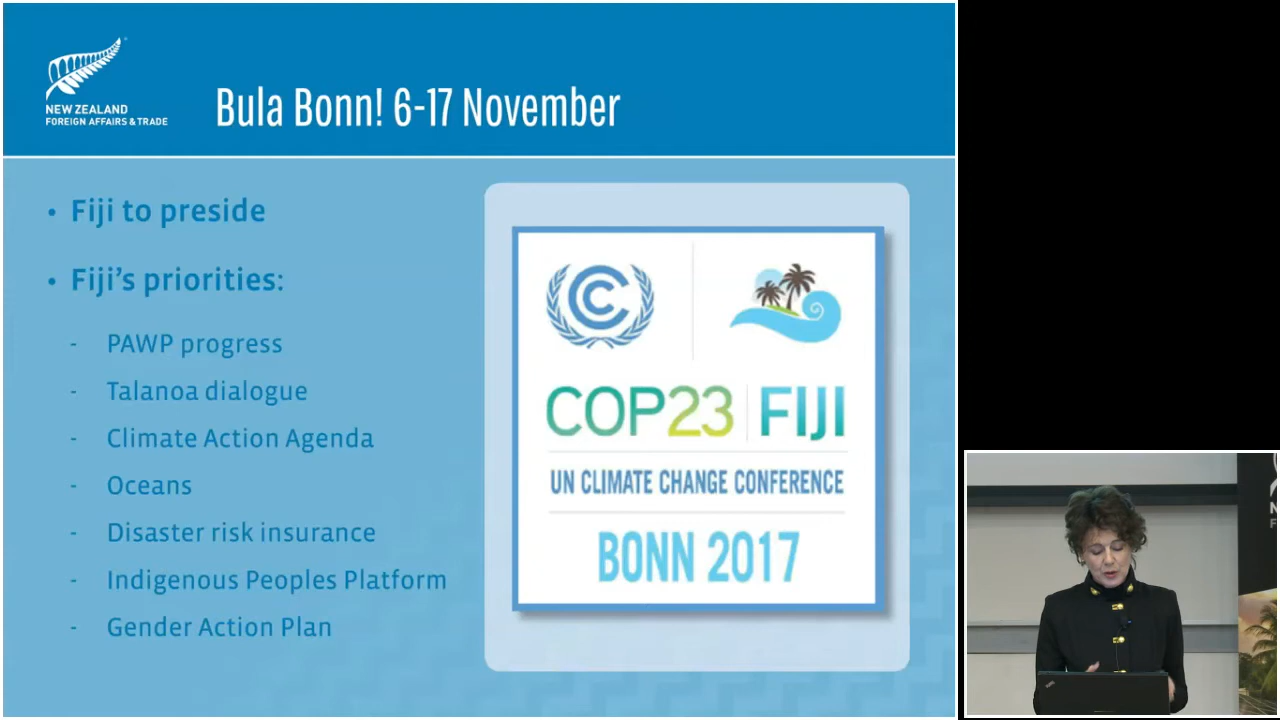 NEW ZEALAND
FOREIGN AFFAIRS & TRADE
Bula Bonn! 6-17 November
• Fiji to preside
• Fiji's priorities:
- PAWP progress
- Talanoa dialogue
- Climate Action Agenda
- Oceans
- Disaster risk insurance
- Indigenous Peoples Platform
- Gender Action Plan
COP23 | FIJI
UN CLIMATE CHANGE CONFERENCE
BONN 2017